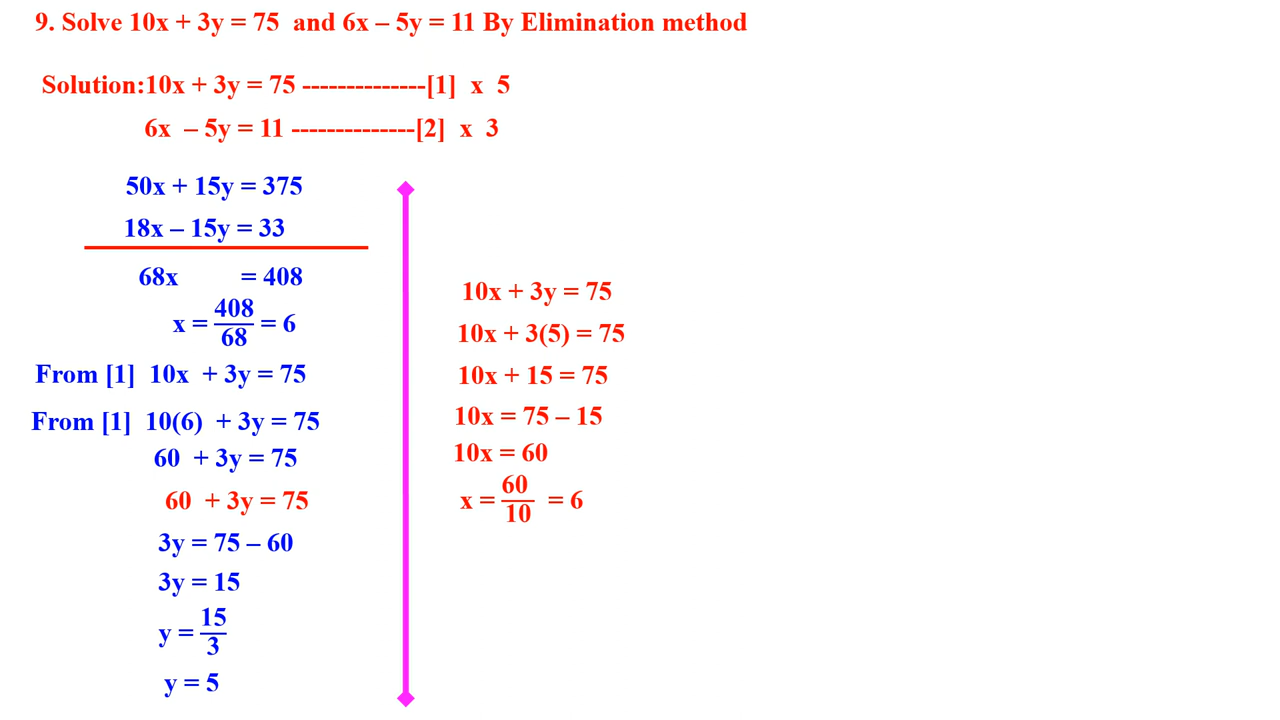 9. Solve 10x + 3y = 75 and 6x – 5y = 11 By Elimination method
Solution:10x + 3y = 75 --------------[1] x 5
6x – 5y = 11 --------------[2] x 3
50x + 15y = 375
18x – 15y = 33
68x = 408
x = 408/68 = 6
From [1] 10x + 3y = 75
From [1] 10(6) + 3y = 75
60 + 3y = 75
60 + 3y = 75
3y = 75 – 60
3y = 15
y = 15/3
y = 5
10x + 3y = 75
10x + 3(5) = 75
10x + 15 = 75
10x = 75 – 15
10x = 60
x = 60/10 = 6